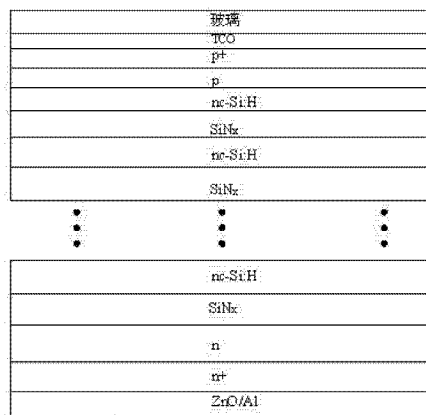 玻璃
TCO
p+
p
nc-Si:H
SiNx
nc-Si:H
SiNx
nc-Si:H
SiNx
n
n+
ZnO/Al